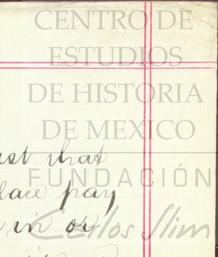 CENTRO DE
ESTUDIOS
DE HISTORIA
DE MEXICO
ust that
FUNDACIÓN
lace pay
in or
Carlos Slim